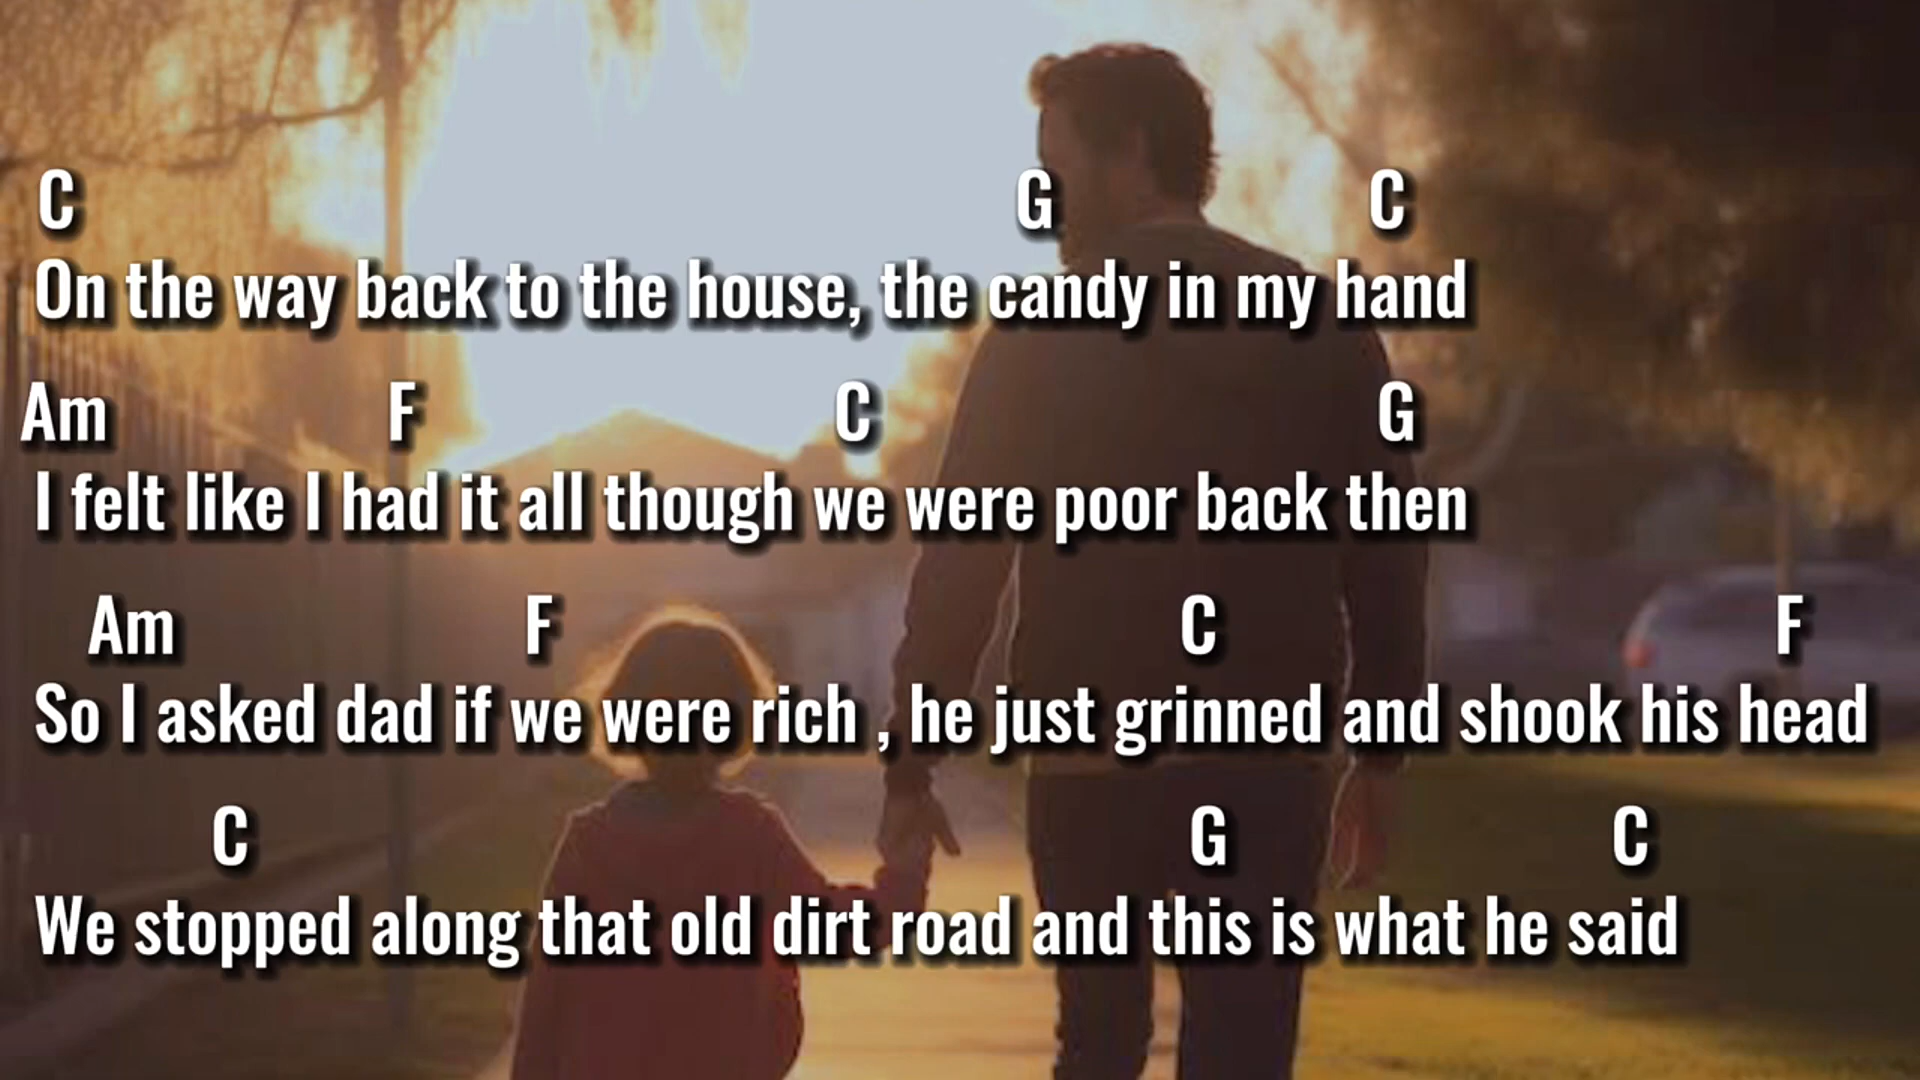 C G C
On the way back to the house, the candy in my hand
Am F C G
I felt like I had it all though we were poor back then
Am F C F
So I asked dad if we were rich , he just grinned and shook his head
C G C
We stopped along that old dirt road and this is what he said